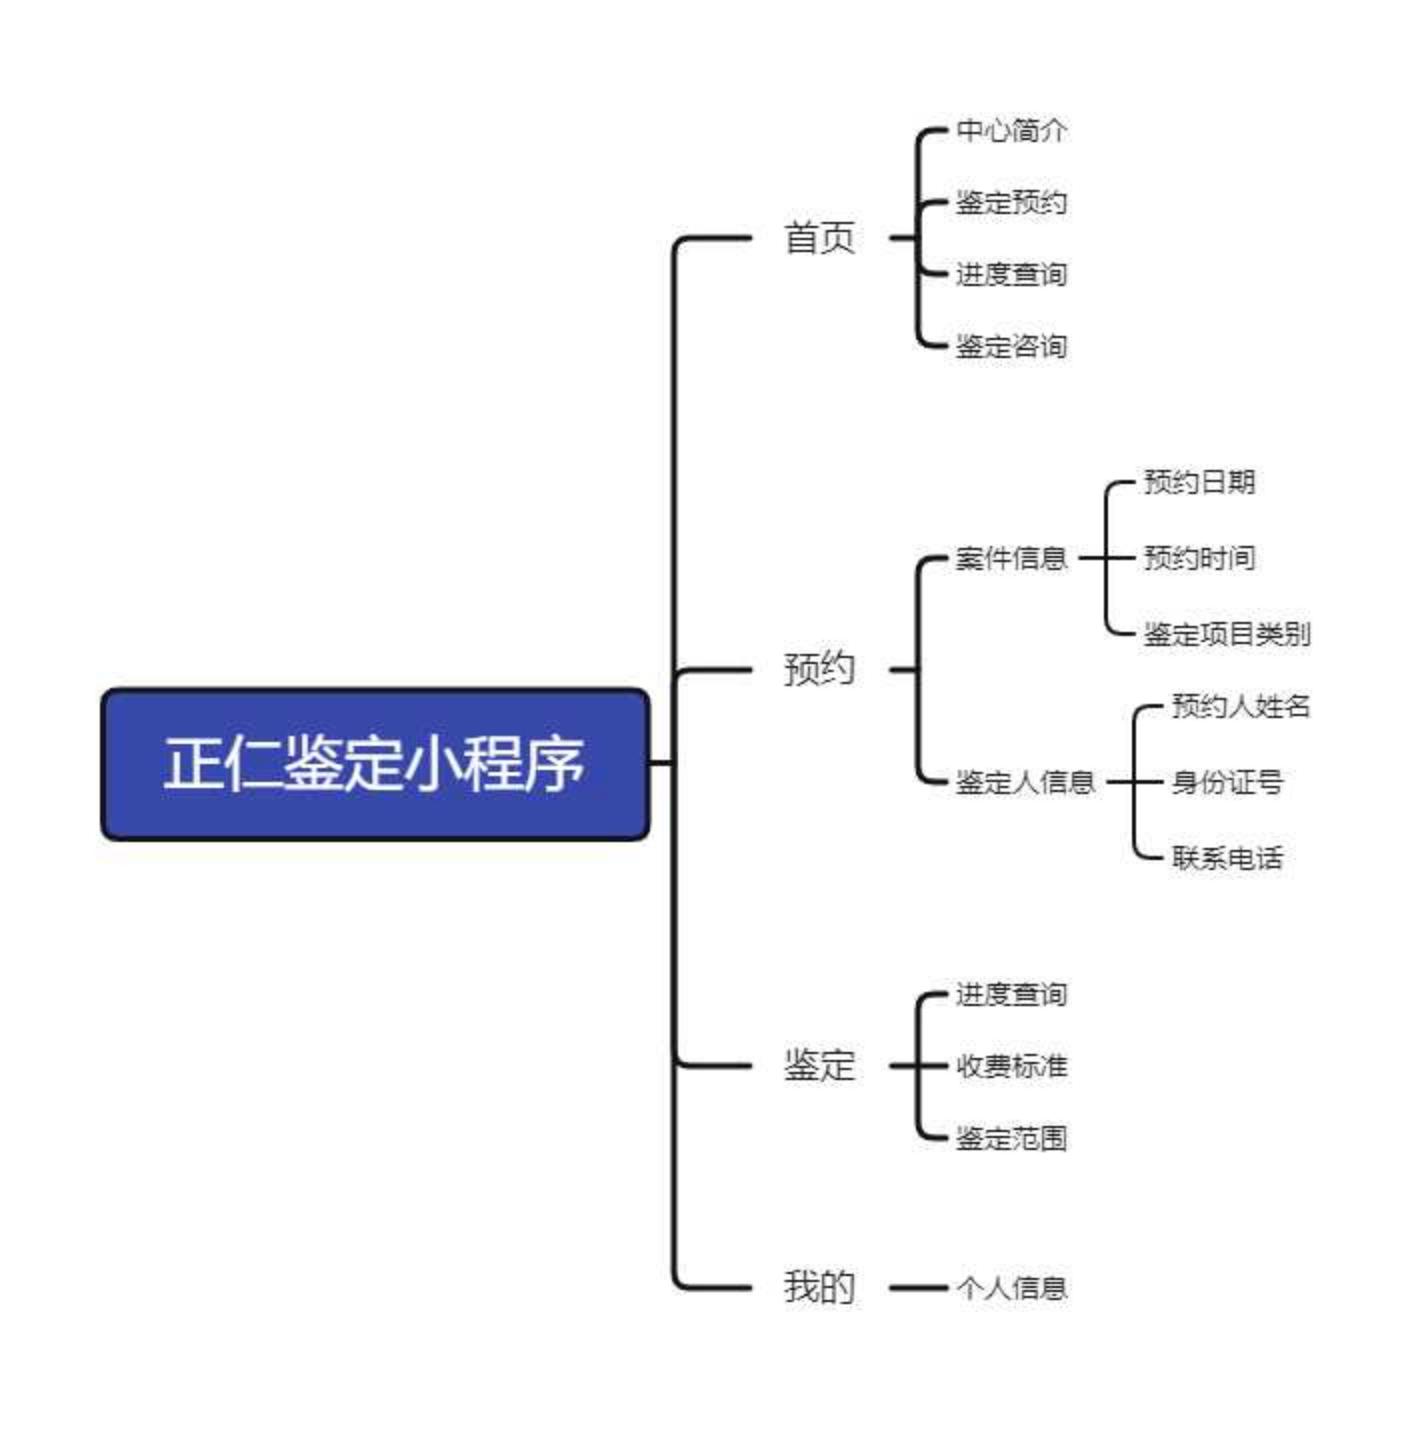 正仁鉴定小程序
首页
中心简介
鉴定预约
进度查询
鉴定咨询
预约
案件信息
预约日期
预约时间
鉴定项目类别
鉴定人信息
预约人姓名
身份证号
联系电话
鉴定
进度查询
收费标准
鉴定范围
我的
个人信息